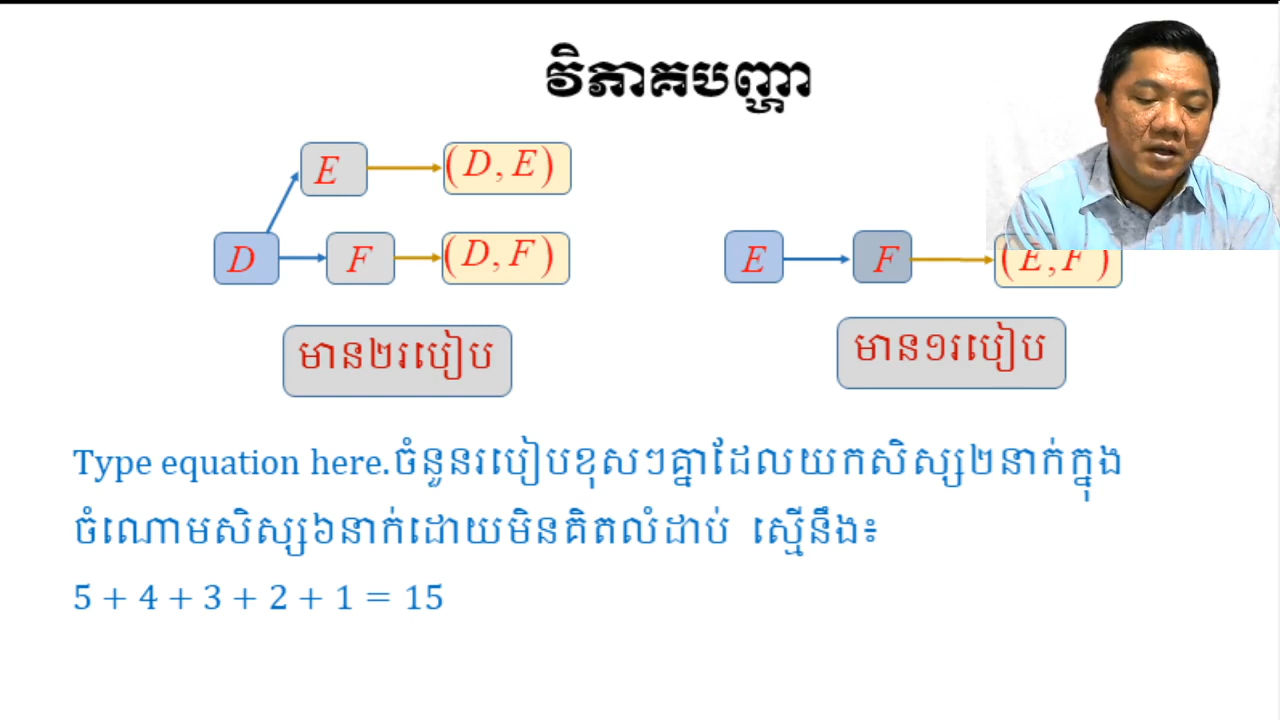 វិភាគបញ្ហា
E (D, E)
D F (D, F)
E F (E, F)
មាន២របៀប
មាន១របៀប
Type equation here.ចំនួនរបៀបខុសៗគ្នាដែលយកសិស្ស២នាក់ក្នុង
ចំណោមសិស្ស៦នាក់ដោយមិនគិតលំដាប់ ស្មើនឹង៖
5 + 4 + 3 + 2 + 1 = 15